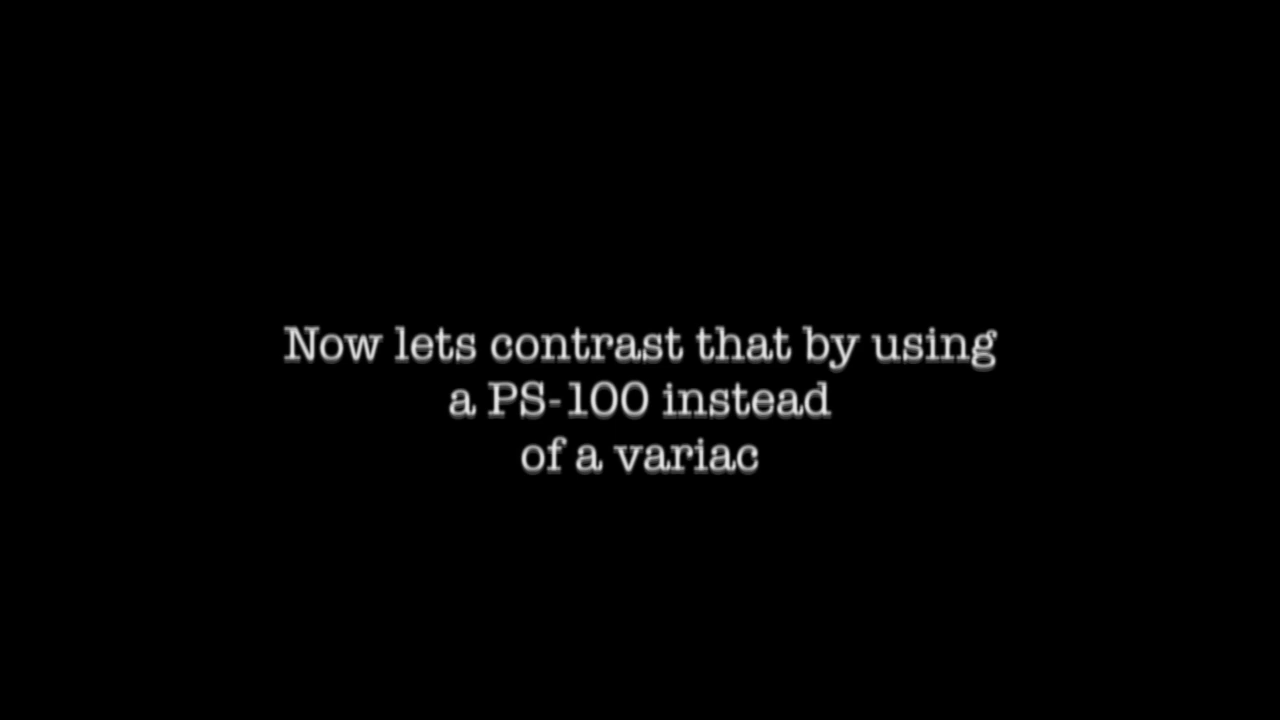 Now lets contrast that by using
a PS-100 instead
of a variac